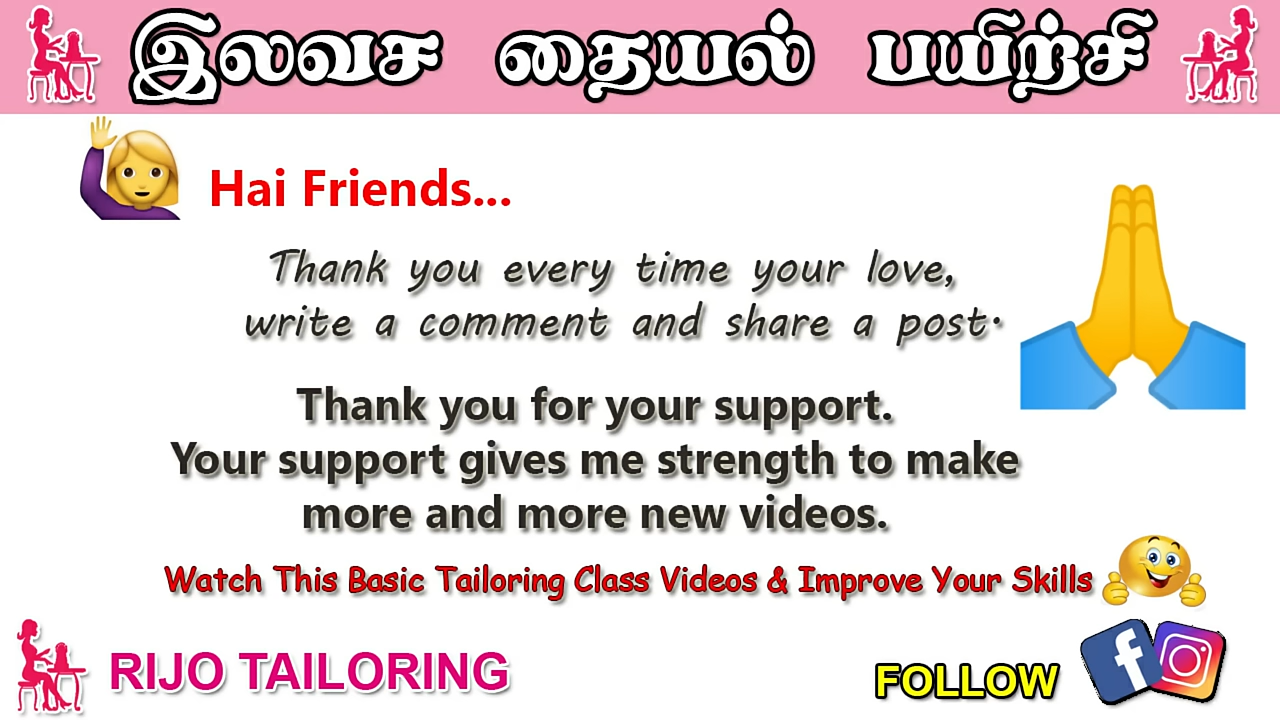 இலவச தையல் பயிற்சி
Hai Friends...
Thank you every time your love,
write a comment and share a post.
Thank you for your support.
Your support gives me strength to make
more and more new videos.
Watch This Basic Tailoring Class Videos & Improve Your Skills
RIJO TAILORING
FOLLOW